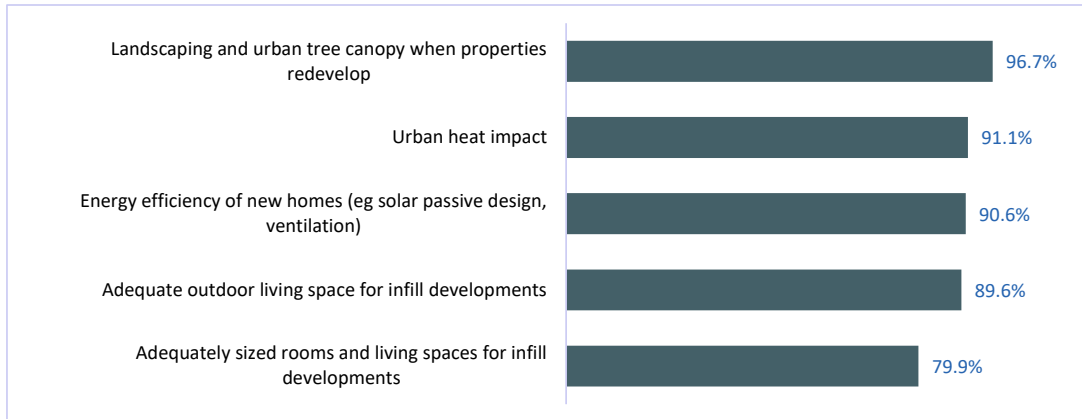 Landscaping and urban tree canopy when properties
redevelop
96.7%
Urban heat impact
91.1%
Energy efficiency of new homes (eg solar passive design,
ventilation)
90.6%
Adequate outdoor living space for infill developments
89.6%
Adequately sized rooms and living spaces for infill
developments
79.9%